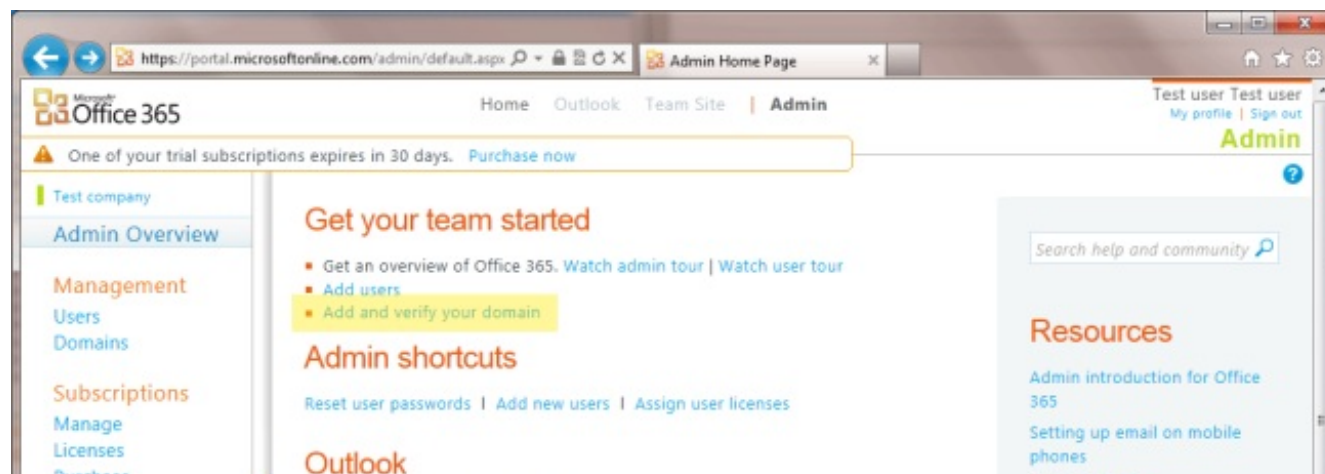 https://portal.microsoftonline.com/admin/default.aspx
Admin Home Page
Microsoft
Office 365
Home Outlook Team Site | Admin
Test user Test user
My profile | Sign out
Admin
One of your trial subscriptions expires in 30 days. Purchase now
Test company
Admin Overview
Management
Users
Domains
Subscriptions
Manage
Licenses
Get your team started
Get an overview of Office 365. Watch admin tour | Watch user tour
Add users
Add and verify your domain
Admin shortcuts
Reset user passwords | Add new users | Assign user licenses
Outlook
Search help and community
Resources
Admin introduction for Office
365
Setting up email on mobile
phones